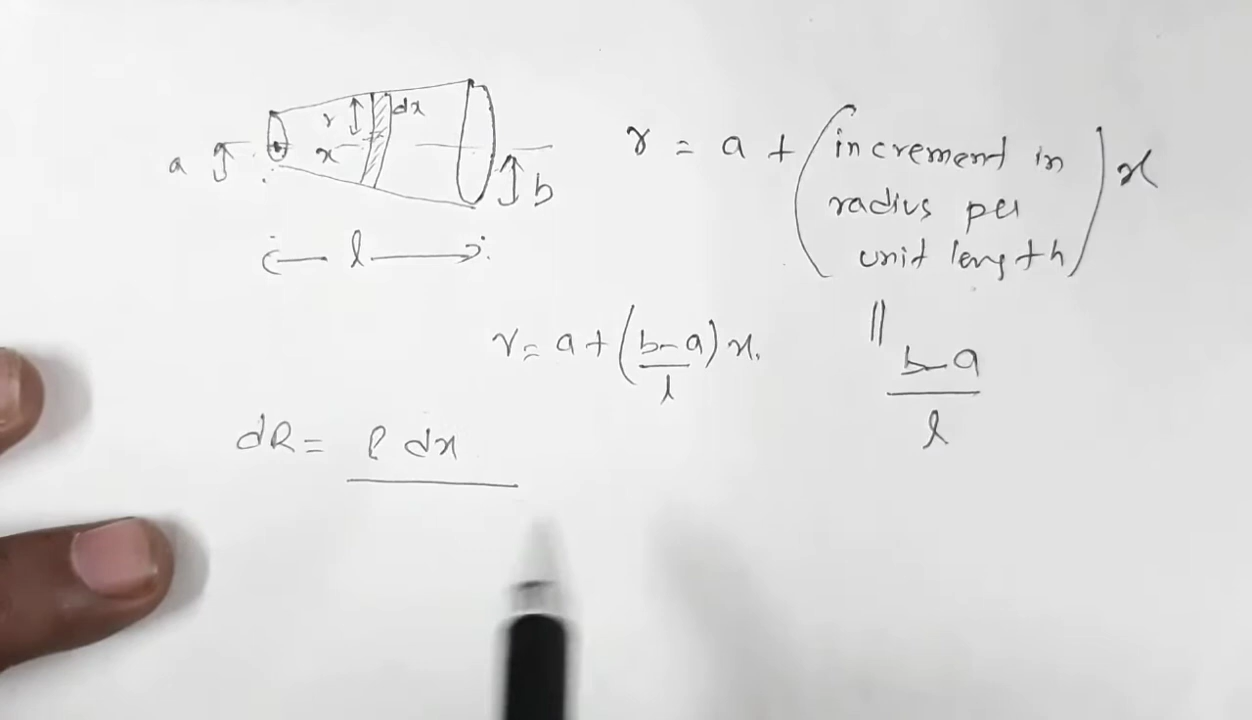 a r x dx b
l
r = a + (increment in radius per unit length) x
r = a + (b-a/l) x.
|| b-a/l
dR = ρ dx